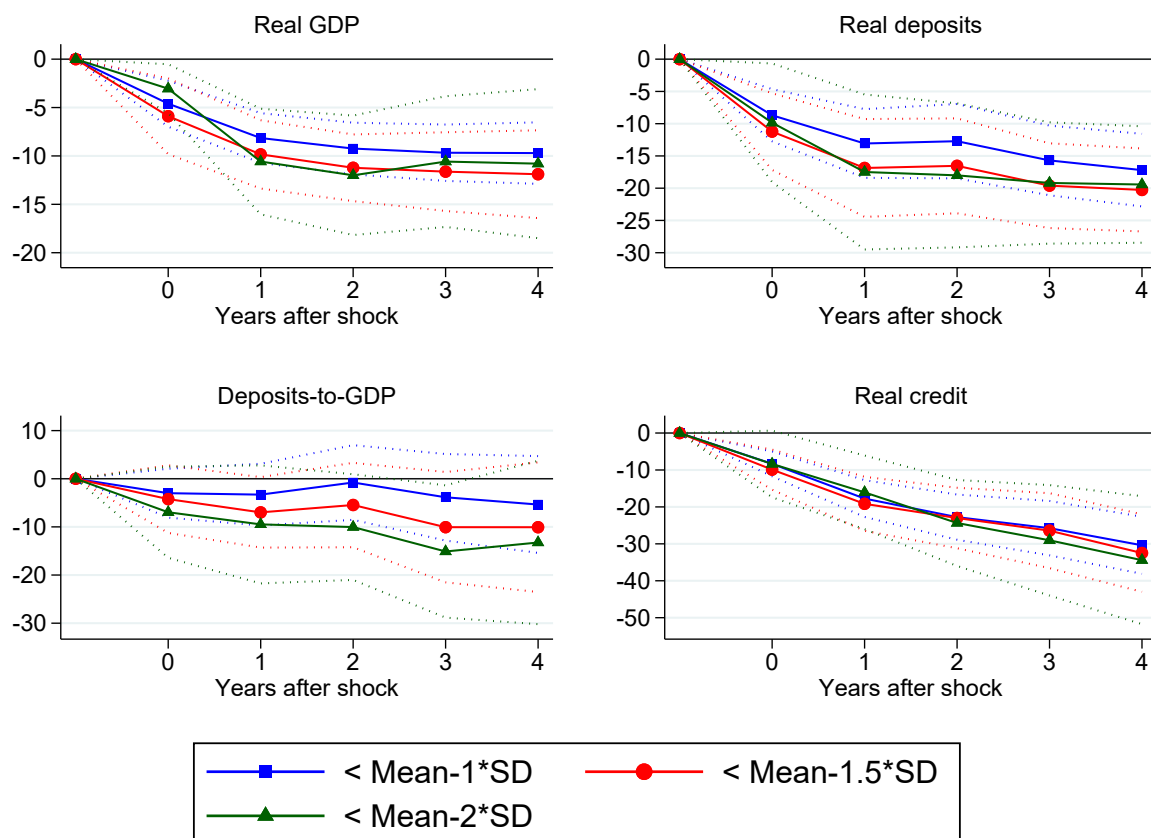 Real GDP
0
-5
-10
-15
-20
0 1 2 3 4
Years after shock
Real deposits
0
-5
-10
-15
-20
-25
-30
0 1 2 3 4
Years after shock
Deposits-to-GDP
10
0
-10
-20
-30
0 1 2 3 4
Years after shock
Real credit
0
-10
-20
-30
-40
-50
0 1 2 3 4
Years after shock
< Mean-1*SD < Mean-1.5*SD
< Mean-2*SD